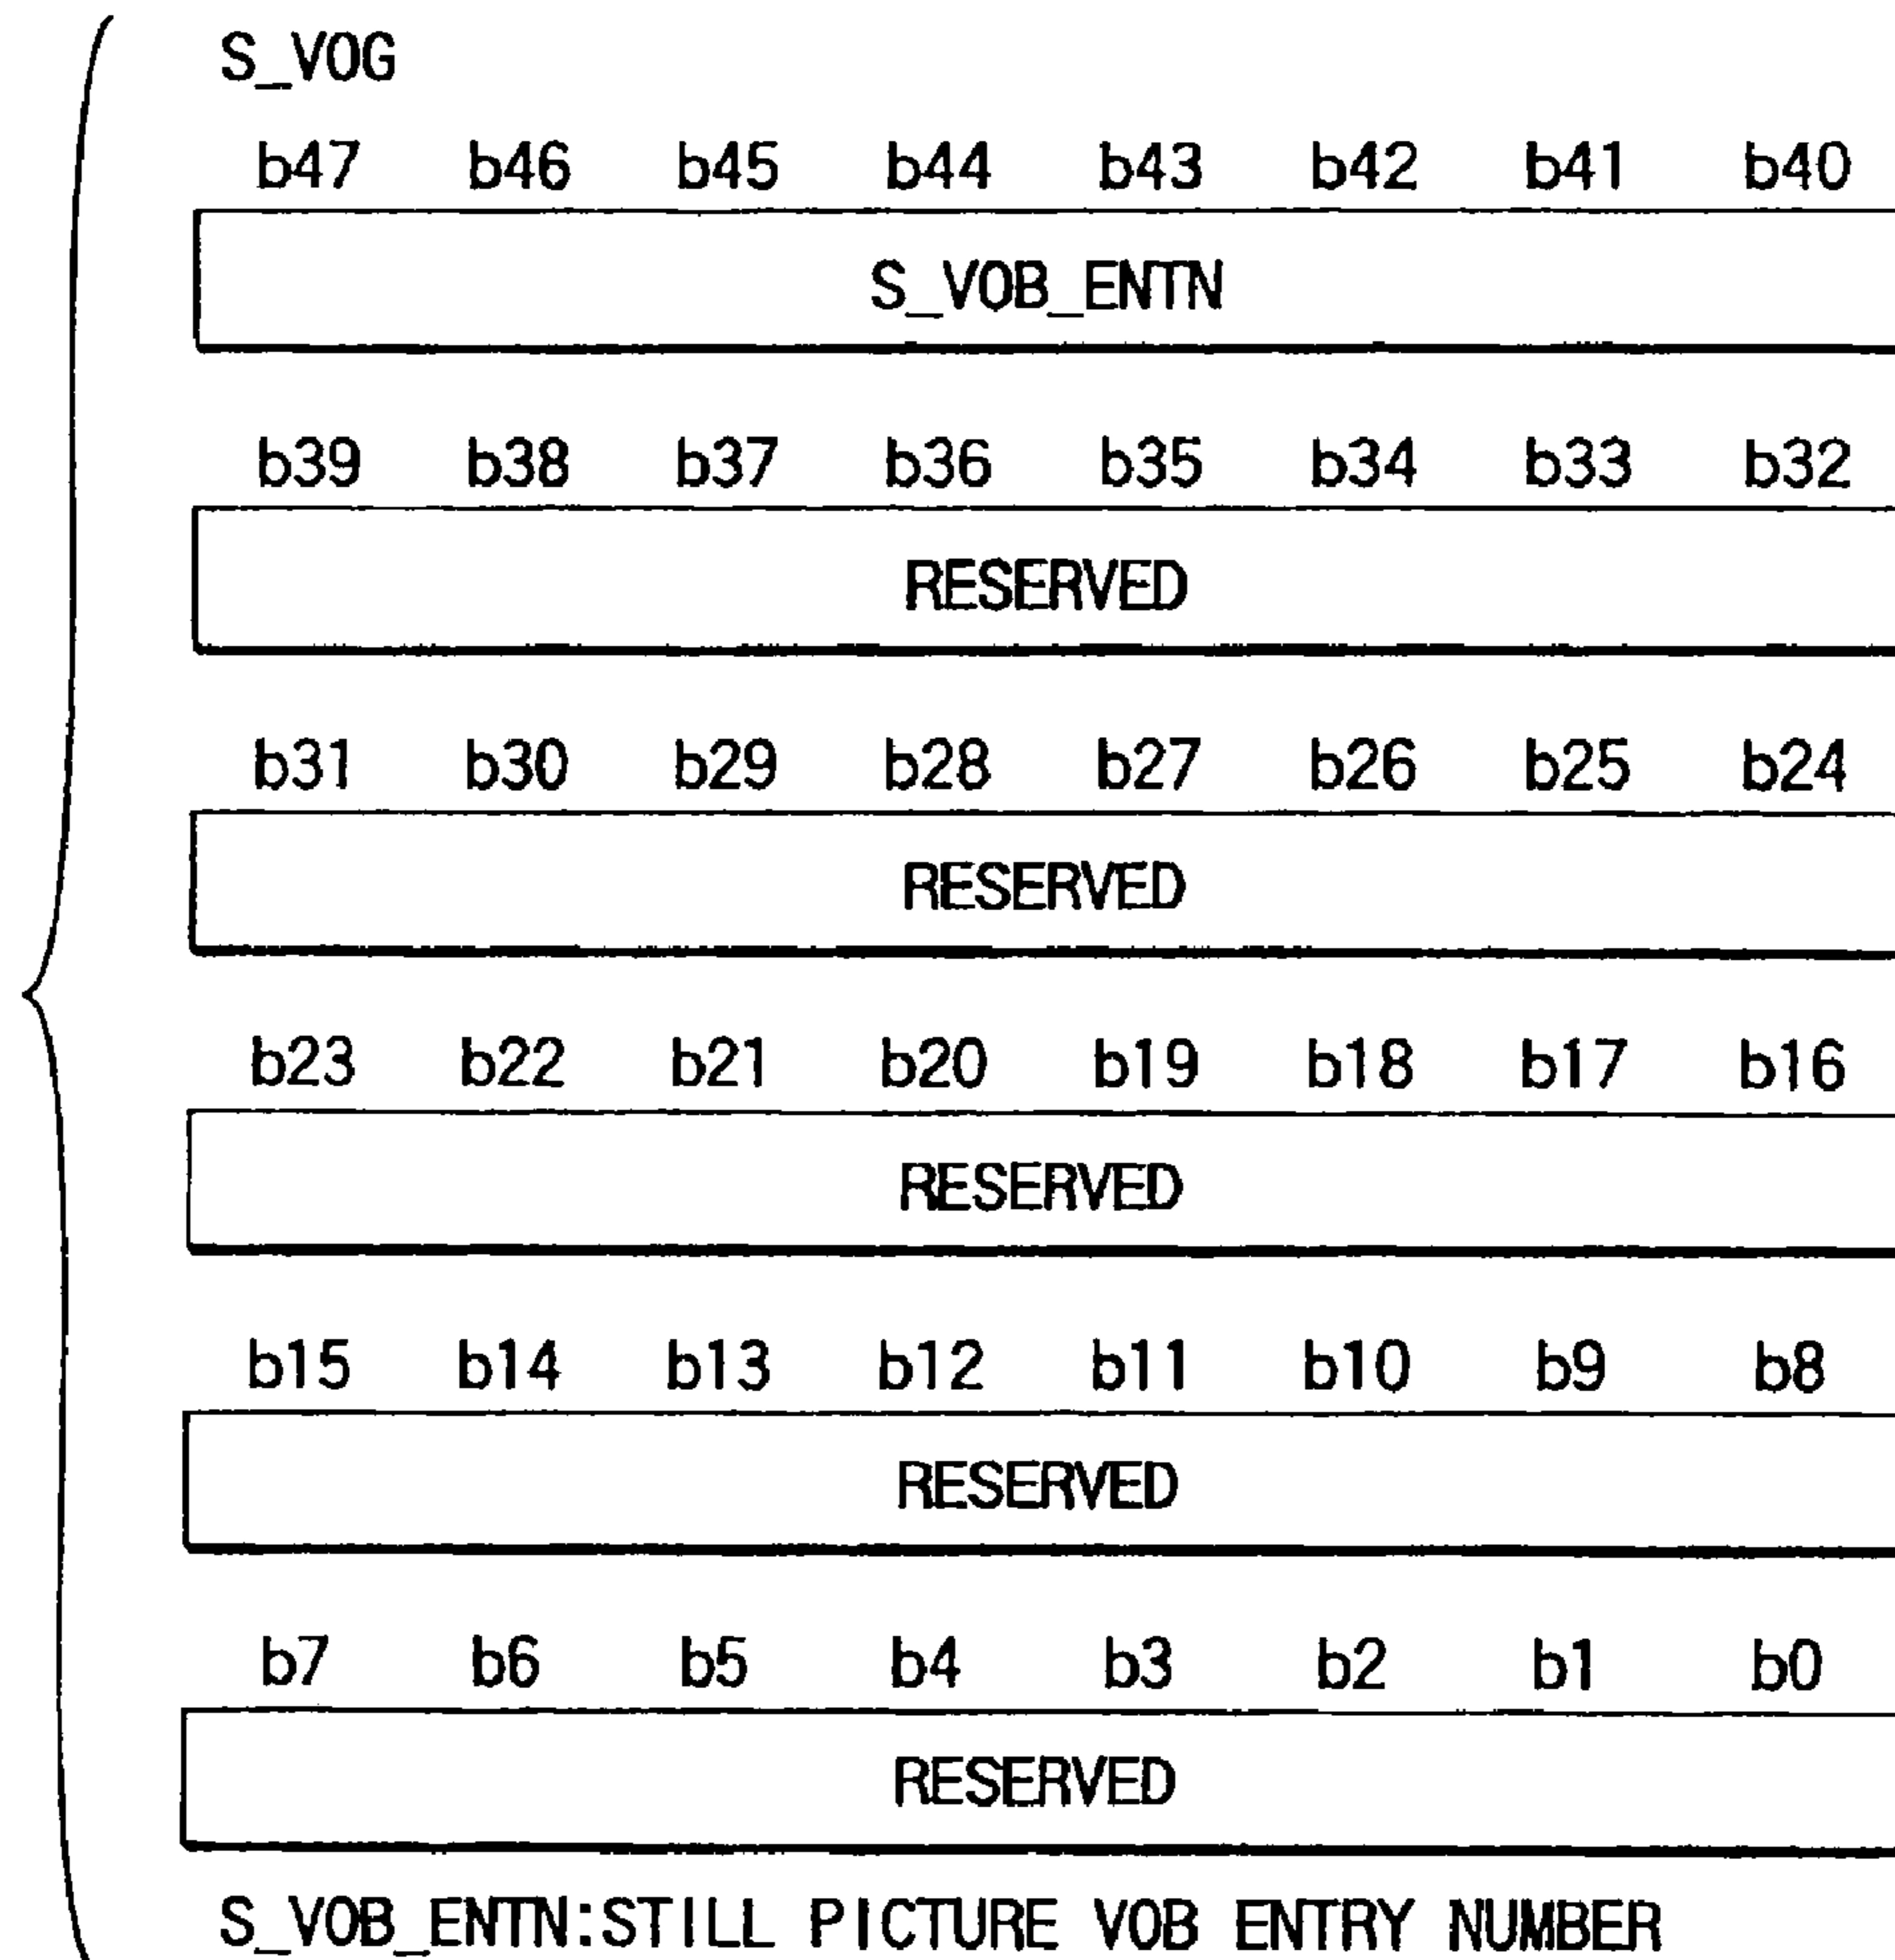 S_VOG
b47 b46 b45 b44 b43 b42 b41 b40
S_VOB_ENTN
b39 b38 b37 b36 b35 b34 b33 b32
RESERVED
b31 b30 b29 b28 b27 b26 b25 b24
RESERVED
b23 b22 b21 b20 b19 b18 b17 b16
RESERVED
b15 b14 b13 b12 b11 b10 b9 b8
RESERVED
b7 b6 b5 b4 b3 b2 b1 b0
RESERVED
S_VOB_ENTN:STILL PICTURE VOB ENTRY NUMBER